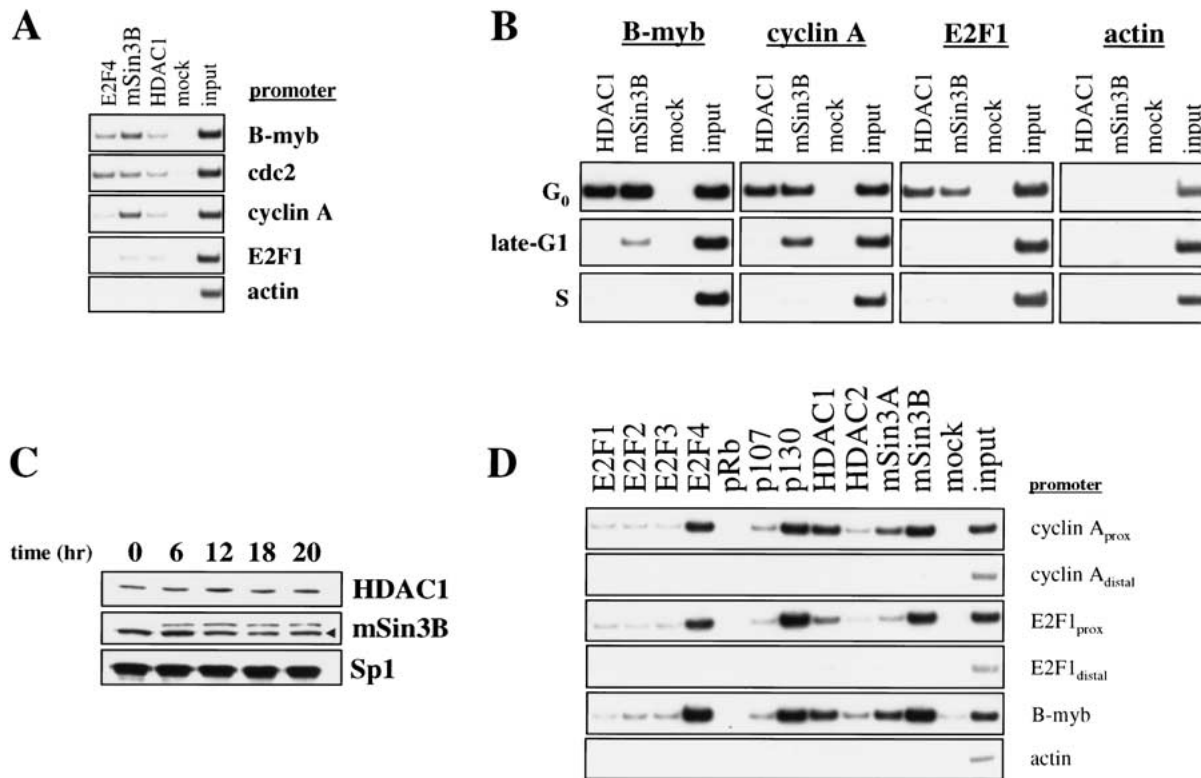 A
E2F4 mSin3B HDAC1 mock input
promoter
B-myb
cdc2
cyclin A
E2F1
actin
B
B-myb cyclin A E2F1 actin
HDAC1 mSin3B mock input HDAC1 mSin3B mock input HDAC1 mSin3B mock input HDAC1 mSin3B mock input
G0
late-G1
S
C
time (hr) 0 6 12 18 20
HDAC1
mSin3B
Sp1
D
E2F1 E2F2 E2F3 E2F4 pRb p107 p130 HDAC1 HDAC2 mSin3A mSin3B mock input
promoter
cyclin Aprox
cyclin Adistal
E2F1prox
E2F1distal
B-myb
actin